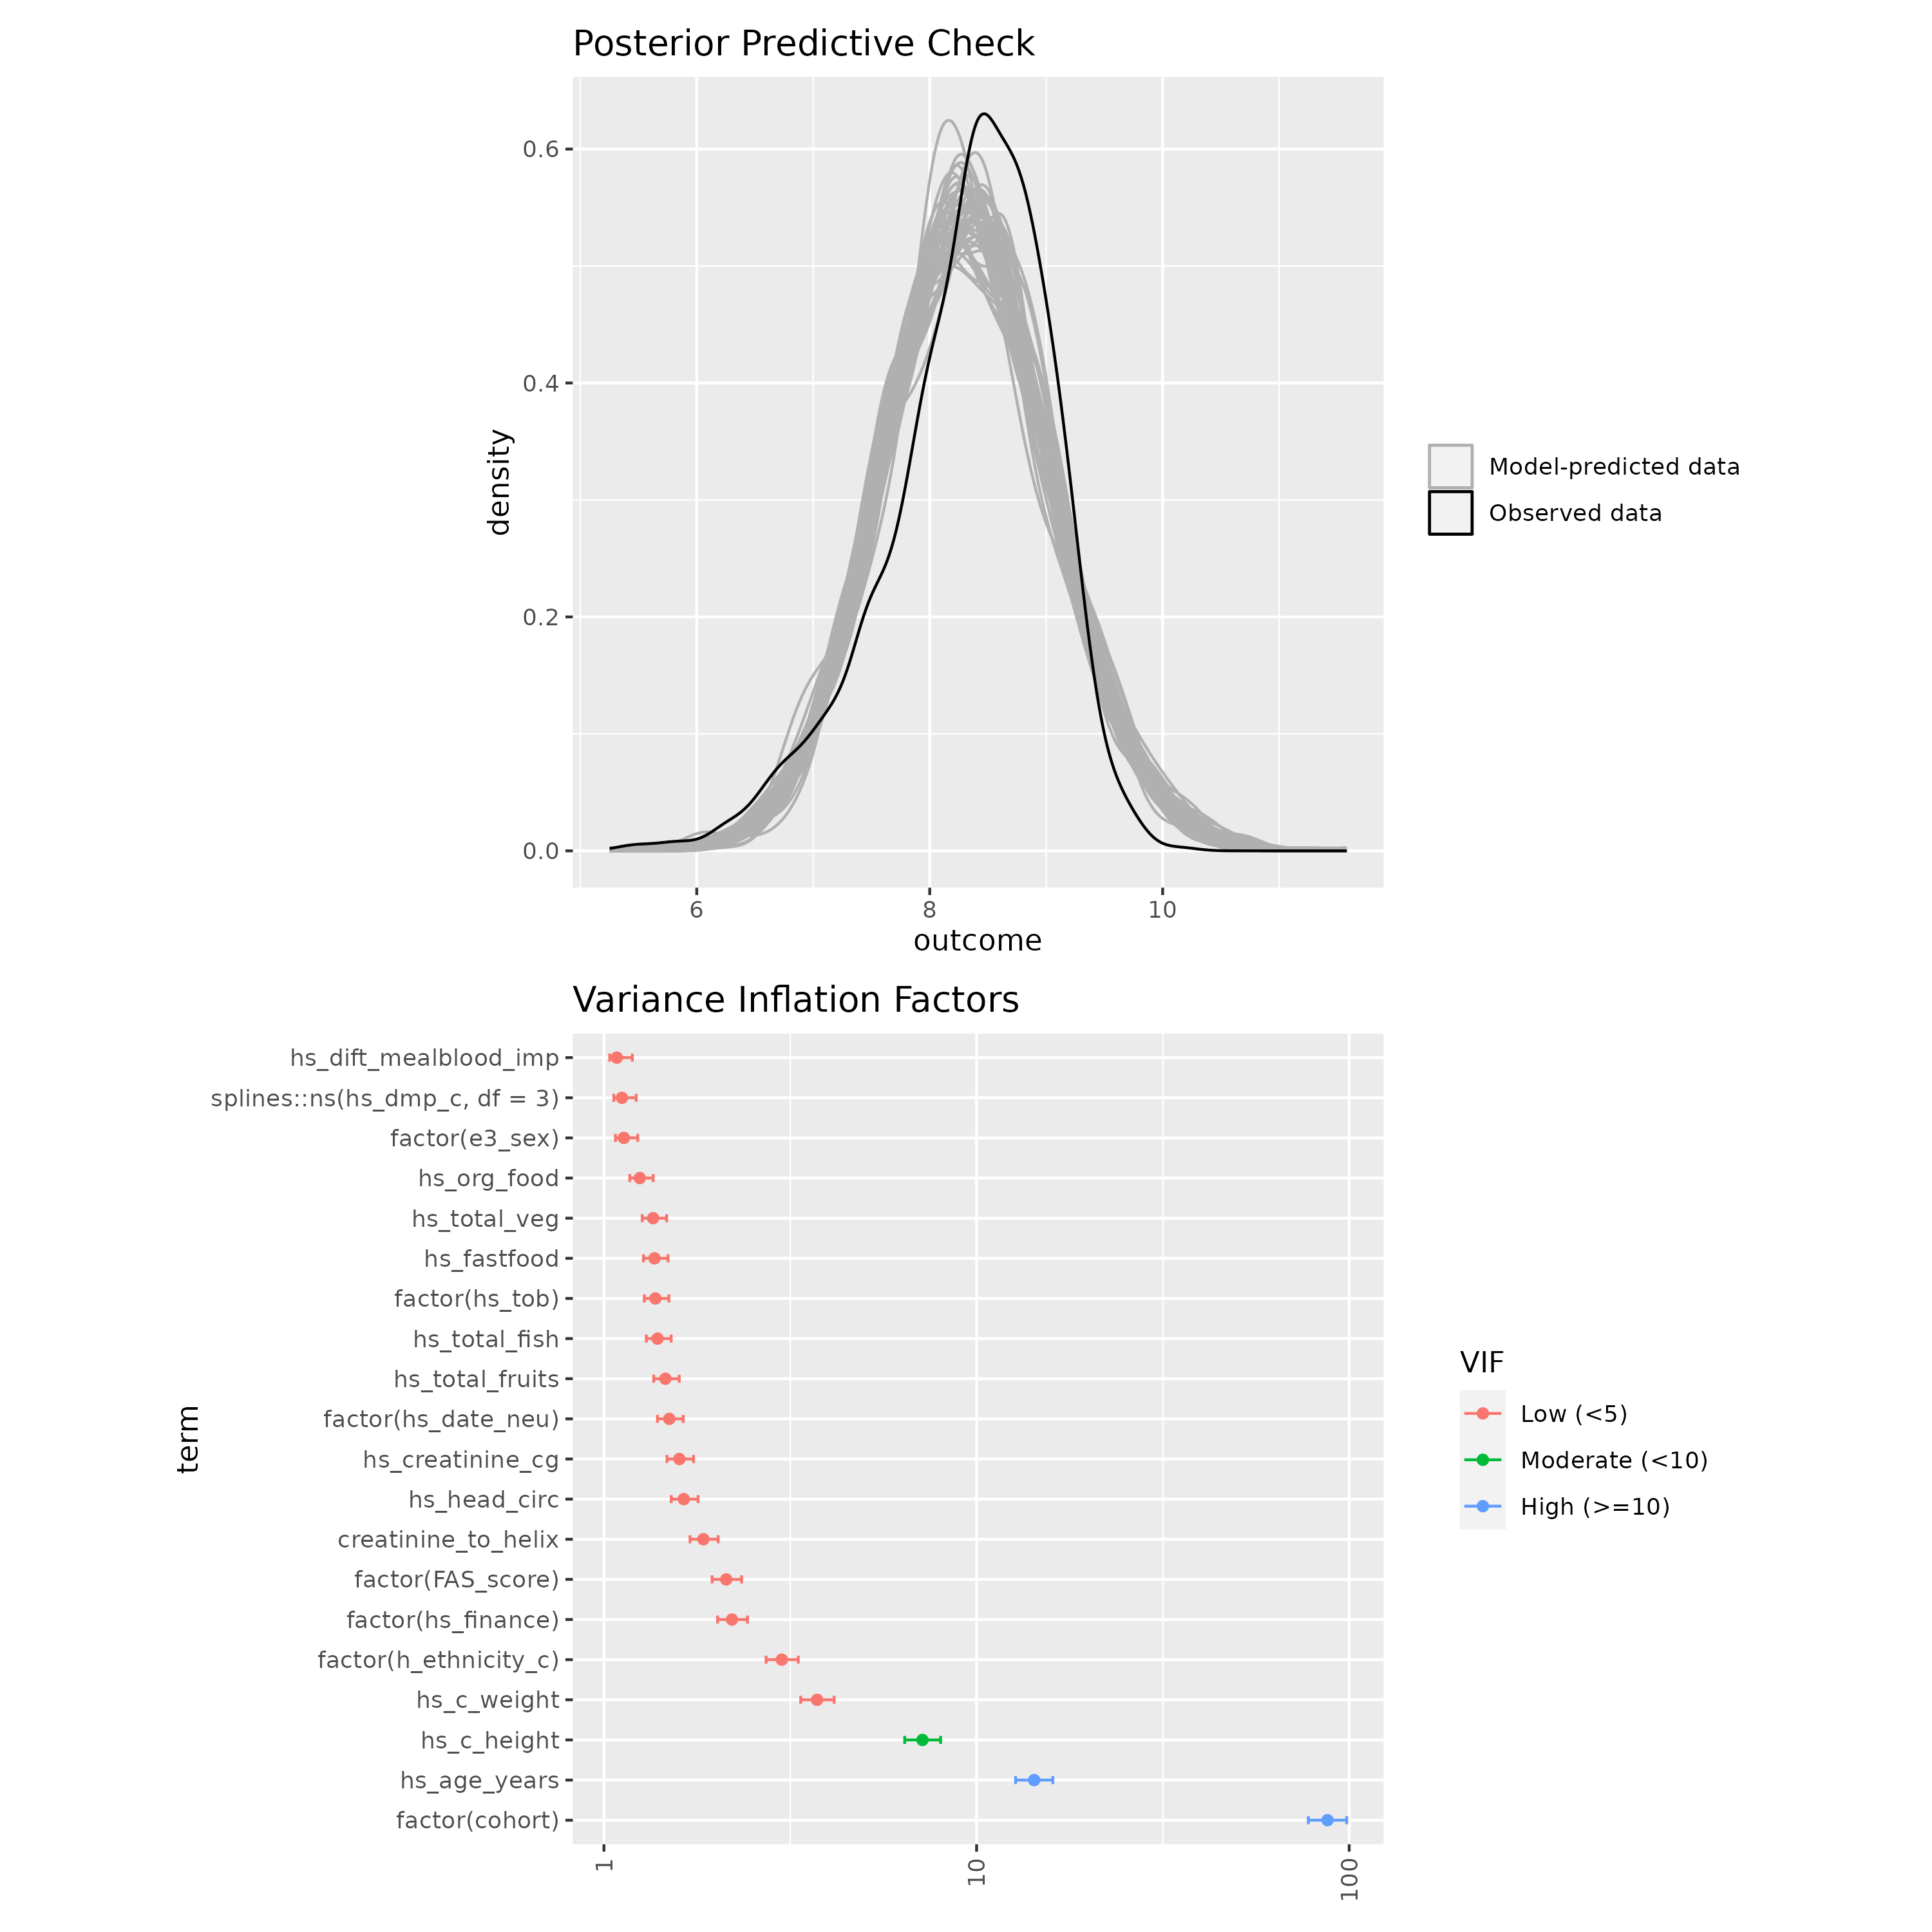 Posterior Predictive Check
density
0.6
0.4
0.2
0.0
6
8
10
outcome
Model-predicted data
Observed data
Variance Inflation Factors
term
hs_dift_mealblood_imp
splines::ns(hs_dmp_c, df = 3)
factor(e3_sex)
hs_org_food
hs_total_veg
hs_fastfood
factor(hs_tob)
hs_total_fish
hs_total_fruits
factor(hs_date_neu)
hs_creatinine_cg
hs_head_circ
creatinine_to_helix
factor(FAS_score)
factor(hs_finance)
factor(h_ethnicity_c)
hs_c_weight
hs_c_height
hs_age_years
factor(cohort)
1
10
100
VIF
Low (<5)
Moderate (<10)
High (>=10)